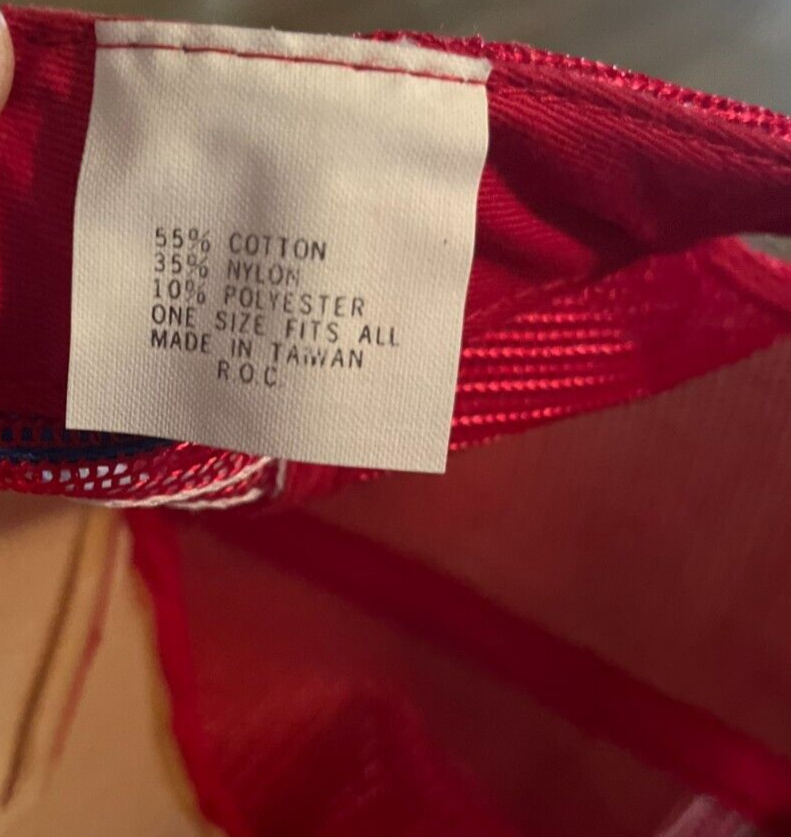 55% COTTON
35% NYLON
10% POLYESTER
ONE SIZE FITS ALL
MADE IN TAIWAN
R.O.C.